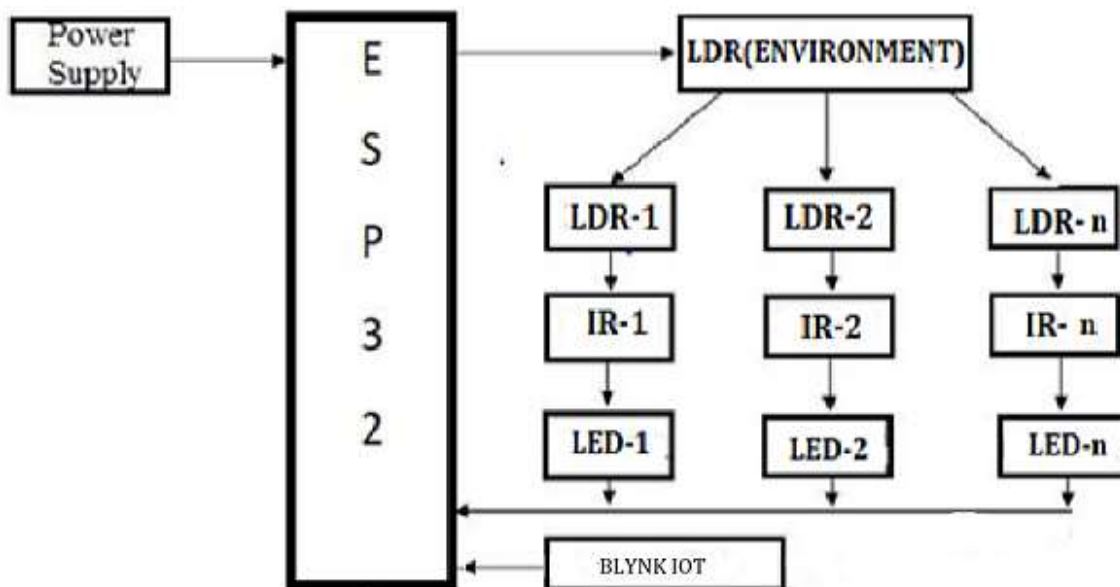 Power
Supply
E
S
P
3
2
LDR(ENVIRONMENT)
LDR-1
LDR-2
LDR- n
IR-1
IR-2
IR- n
LED-1
LED-2
LED-n
BLYNK IOT